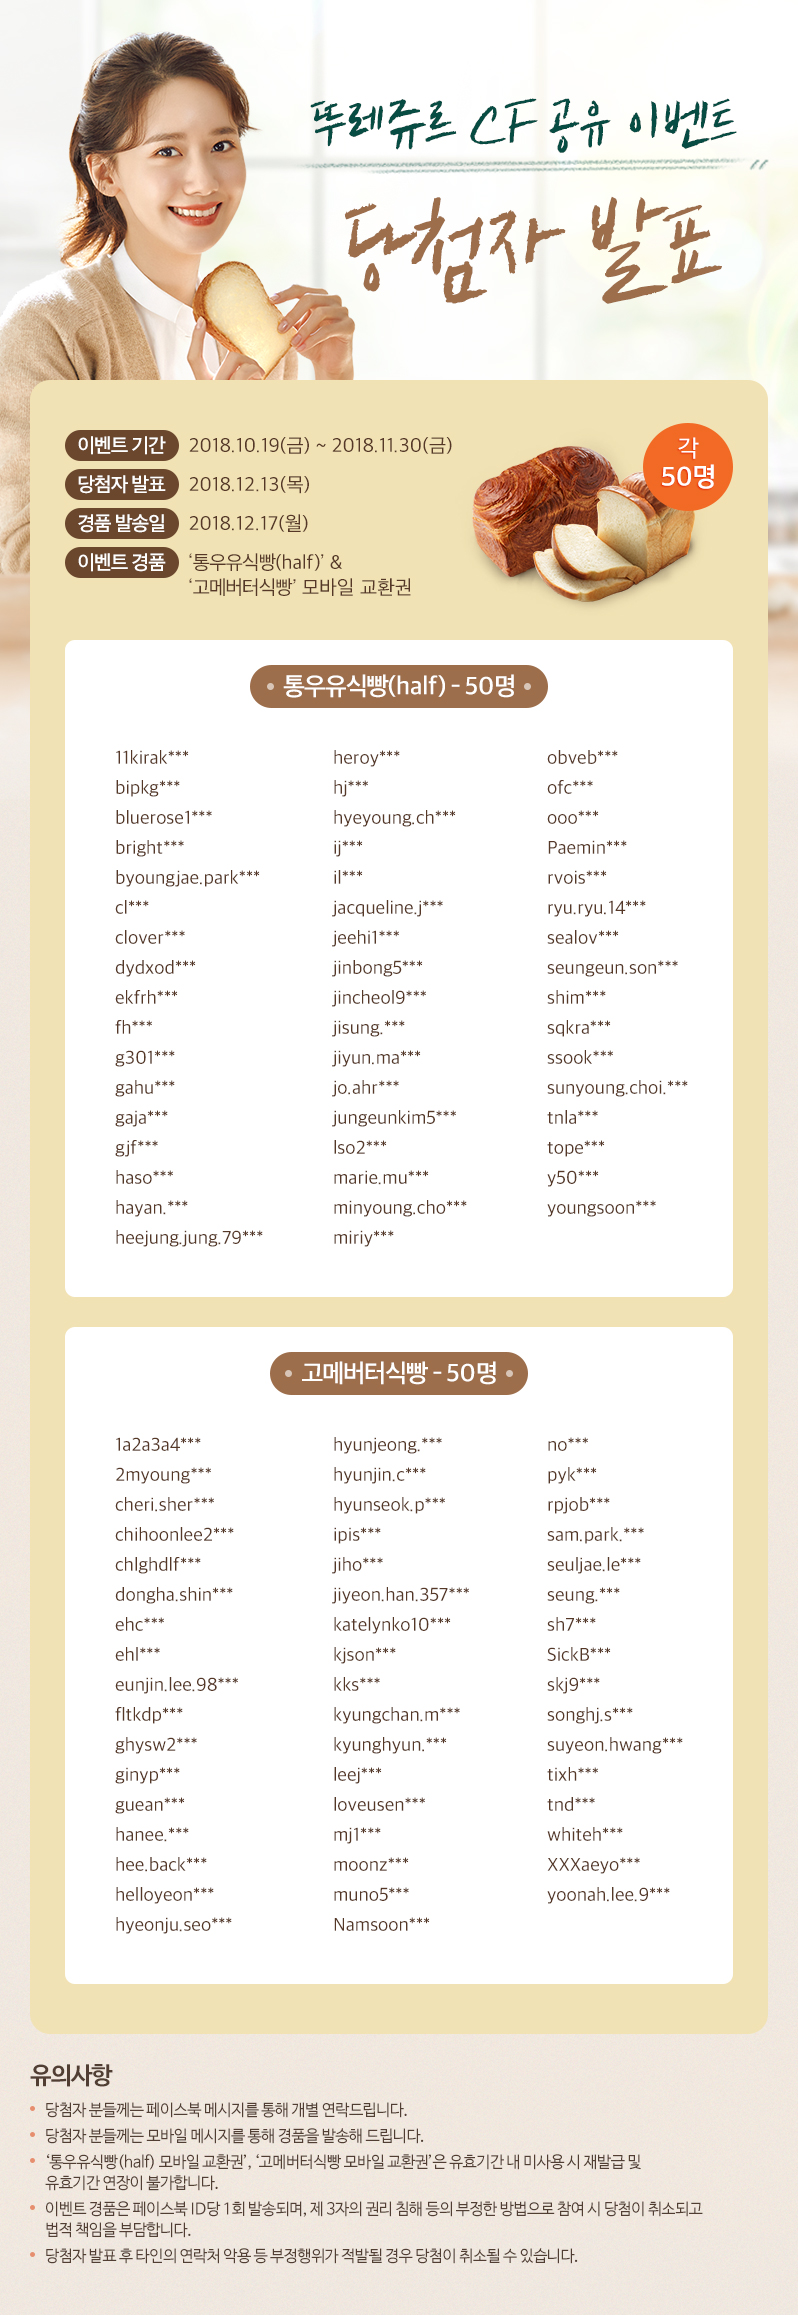 뚜레쥬르 CF 공유 이벤트
당첨자 발표
이벤트 기간 2018.10.19(금) ~ 2018.11.30(금)
당첨자 발표 2018.12.13(목)
경품 발송일 2018.12.17(월)
이벤트 경품 ‘통우유식빵(half)’ &
‘고메버터식빵’ 모바일 교환권
각
50명
통우유식빵(half) - 50명
11kirak***
bipkg***
bluerose1***
bright***
byoungjae.park***
cl***
clover***
dydxod***
ekfrh***
fh***
g301***
gahu***
gaja***
gjf***
haso***
hayan.***
heejung.jung.79***
heroy***
hj***
hyeyoung.ch***
ij***
il***
jacqueline.j***
jeehi1***
jinbong5***
jincheol9***
jisung.***
jiyun.ma***
jo.ahr***
jungeunkim5***
lso2***
marie.mu***
minyoung.cho***
miriy***
obveb***
ofc***
ooo***
Paemin***
rvois***
ryu.ryu.14***
sealov***
seungeun.son***
shim***
sqkra***
ssook***
sunyoung.choi.***
tnla***
tope***
y50***
youngsoon***
고메버터식빵 - 50명
1a2a3a4***
2myoung***
cheri.sher***
chihoonlee2***
chlghdlf***
dongha.shin***
ehc***
ehl***
eunjin.lee.98***
fltkdp***
ghysw2***
ginyp***
guean***
hanee.***
hee.back***
helloyeon***
hyeonju.seo***
hyunjeong.***
hyunjin.c***
hyunseok.p***
ipis***
jiho***
jiyeon.han.357***
katelynko10***
kjson***
kks***
kyungchan.m***
kyunghyun.***
leej***
loveusen***
mj1***
moonz***
muno5***
Namsoon***
no***
pyk***
rpjob***
sam.park.***
seuljae.le***
seung.***
sh7***
SickB***
skj9***
songhj.s***
suyeon.hwang***
tixh***
tnd***
whiteh***
XXXaeyo***
yoonah.lee.9***
유의사항
당첨자 분들께는 페이스북 메시지를 통해 개별 연락드립니다.
당첨자 분들께는 모바일 메시지를 통해 경품을 발송해 드립니다.
‘통우유식빵(half) 모바일 교환권’, ‘고메버터식빵 모바일 교환권’은 유효기간 내 미사용 시 재발급 및
유효기간 연장이 불가합니다.
이벤트 경품은 페이스북 ID당 1회 발송되며, 제 3자의 권리 침해 등의 부정한 방법으로 참여 시 당첨이 취소되고
법적 책임을 부담합니다.
당첨자 발표 후 타인의 연락처 악용 등 부정행위가 적발될 경우 당첨이 취소될 수 있습니다.